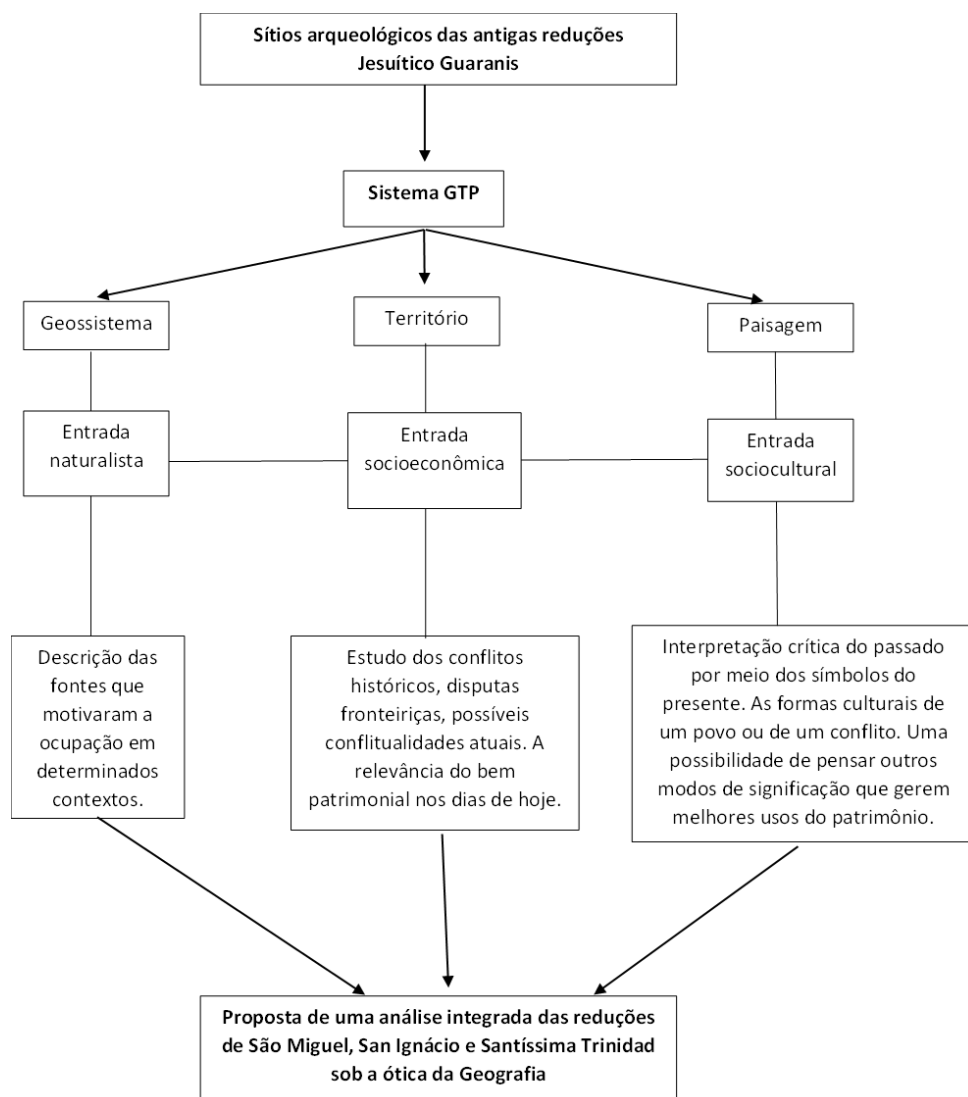 Sítios arqueológicos das antigas reduções
Jesuítico Guaranis
Sistema GTP
Geossistema
Território
Paisagem
Entrada
naturalista
Entrada
socioeconômica
Entrada
sociocultural
Descrição das
fontes que
motivaram a
ocupação em
determinados
contextos.
Estudo dos conflitos
históricos, disputas
fronteiriças, possíveis
conflitualidades atuais. A
relevância do bem
patrimonial nos dias de hoje.
Interpretação crítica do passado
por meio dos símbolos do
presente. As formas culturais de
um povo ou de um conflito. Uma
possibilidade de pensar outros
modos de significação que gerem
melhores usos do patrimônio.
Proposta de uma análise integrada das reduções
de São Miguel, San Ignácio e Santíssima Trinidad
sob a ótica da Geografia